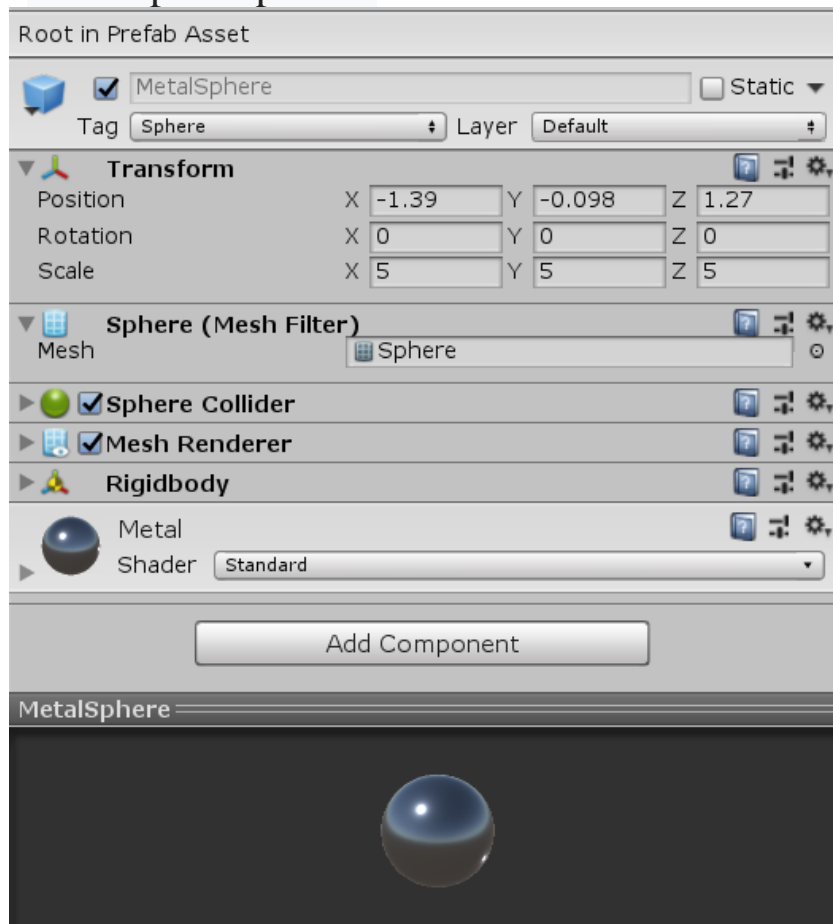 Root in Prefab Asset
MetalSphere Static
Tag Sphere Layer Default
Transform
Position X -1.39 Y -0.098 Z 1.27
Rotation X 0 Y 0 Z 0
Scale X 5 Y 5 Z 5
Sphere (Mesh Filter)
Mesh Sphere
Sphere Collider
Mesh Renderer
Rigidbody
Metal
Shader Standard
Add Component
MetalSphere